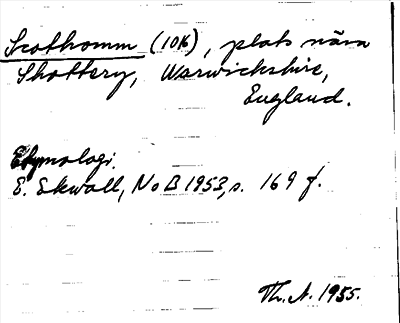 Scothomm (10K), plats nära
Shottery, Warwickshire,
England.
Etymologi.
E. Ekwall, NoB 1953, s. 169 f.
Th. A. 1955.